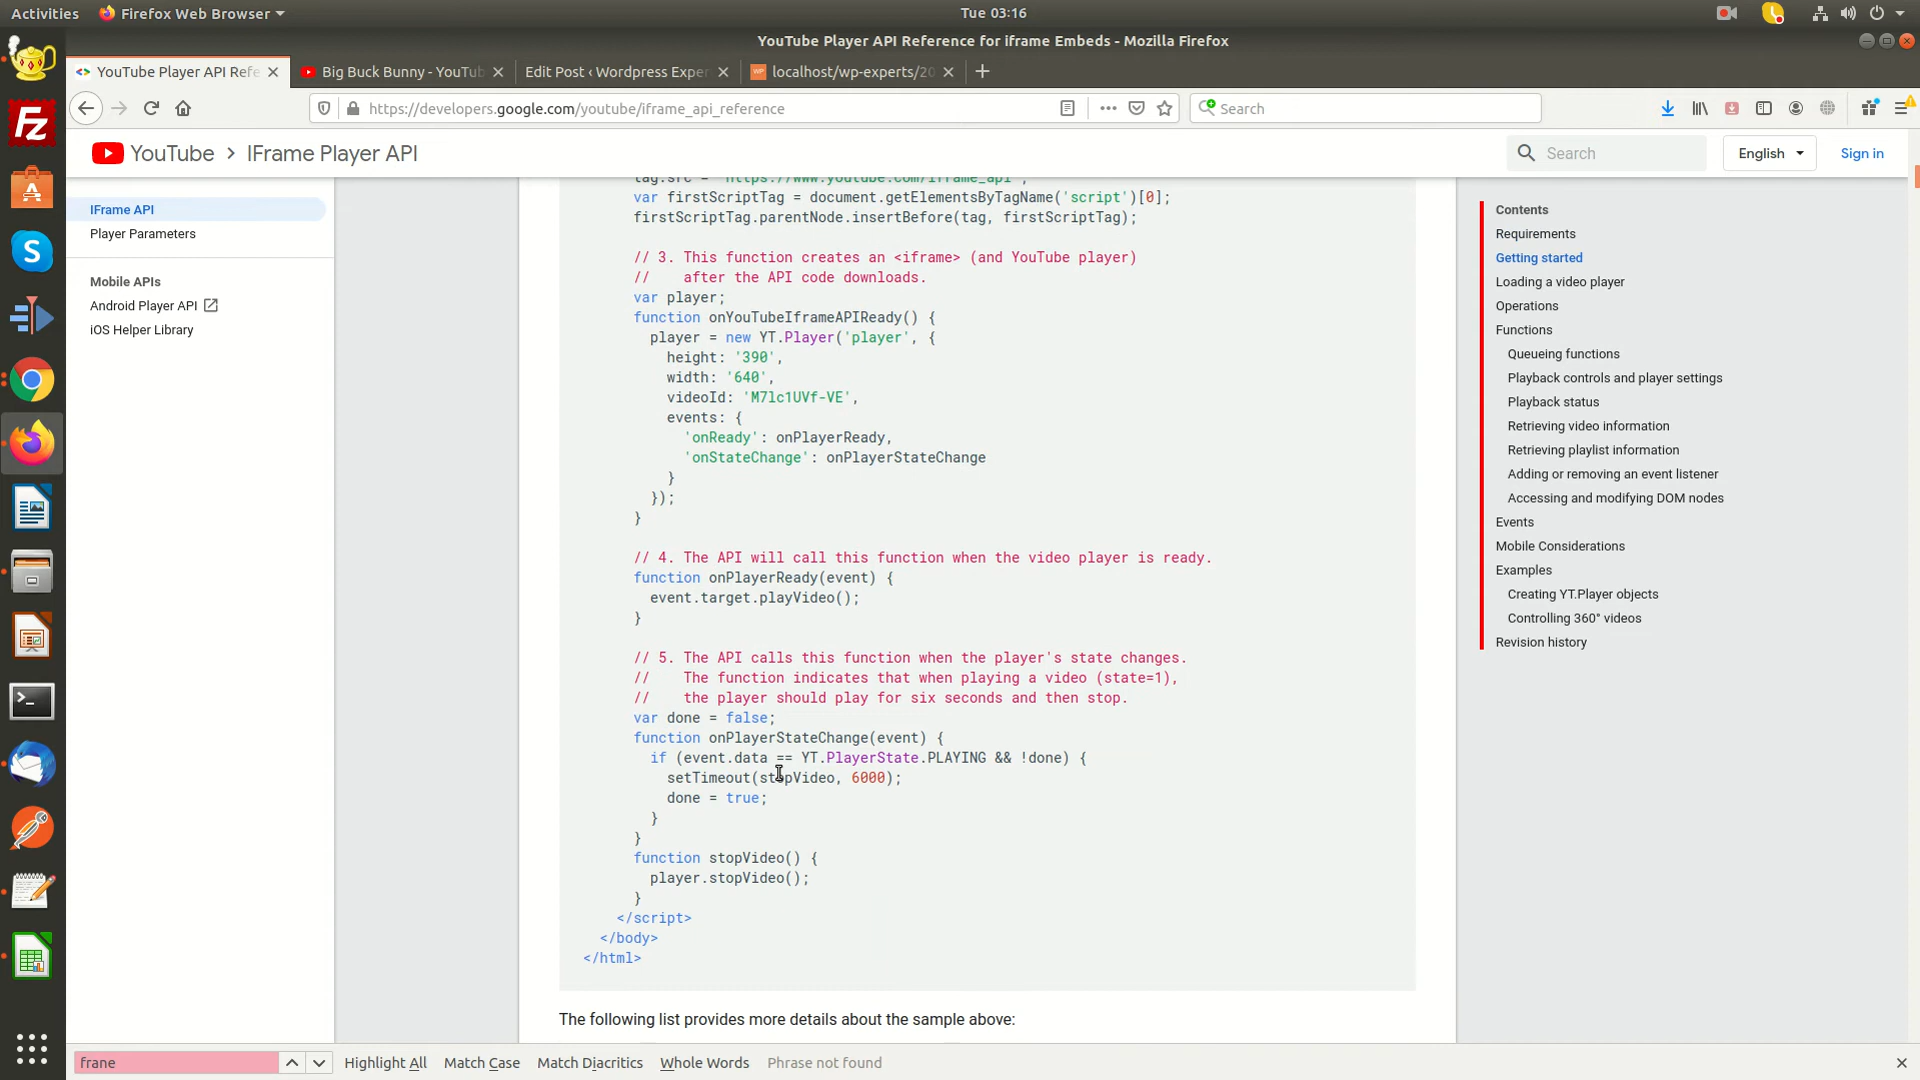 Activities
Firefox Web Browser
Tue 03:16
YouTube Player API Reference for iframe Embeds - Mozilla Firefox
YouTube Player API Refe
Big Buck Bunny - YouTub
Edit Post ‹ Wordpress Exper
localhost/wp-experts/20
https://developers.google.com/youtube/iframe_api_reference
Search
YouTube > IFrame Player API
Search
English
Sign in
IFrame API
Player Parameters
Mobile APIs
Android Player API
iOS Helper Library
tag.src = "https://www.youtube.com/iframe_api";
var firstScriptTag = document.getElementsByTagName('script')[0];
firstScriptTag.parentNode.insertBefore(tag, firstScriptTag);
// 3. This function creates an <iframe> (and YouTube player)
//    after the API code downloads.
var player;
function onYouTubeIframeAPIReady() {
player = new YT.Player('player', {
height: '390',
width: '640',
videoId: 'M7lc1UVf-VE',
events: {
'onReady': onPlayerReady,
'onStateChange': onPlayerStateChange
}
});
}
// 4. The API will call this function when the video player is ready.
function onPlayerReady(event) {
event.target.playVideo();
}
// 5. The API calls this function when the player's state changes.
//    The function indicates that when playing a video (state=1),
//    the player should play for six seconds and then stop.
var done = false;
function onPlayerStateChange(event) {
if (event.data == YT.PlayerState.PLAYING && !done) {
setTimeout(stopVideo, 6000);
done = true;
}
}
function stopVideo() {
player.stopVideo();
}
</script>
</body>
</html>
The following list provides more details about the sample above:
Contents
Requirements
Getting started
Loading a video player
Operations
Functions
Queueing functions
Playback controls and player settings
Playback status
Retrieving video information
Retrieving playlist information
Adding or removing an event listener
Accessing and modifying DOM nodes
Events
Mobile Considerations
Examples
Creating YT.Player objects
Controlling 360° videos
Revision history
frane
Highlight All
Match Case
Match Diacritics
Whole Words
Phrase not found